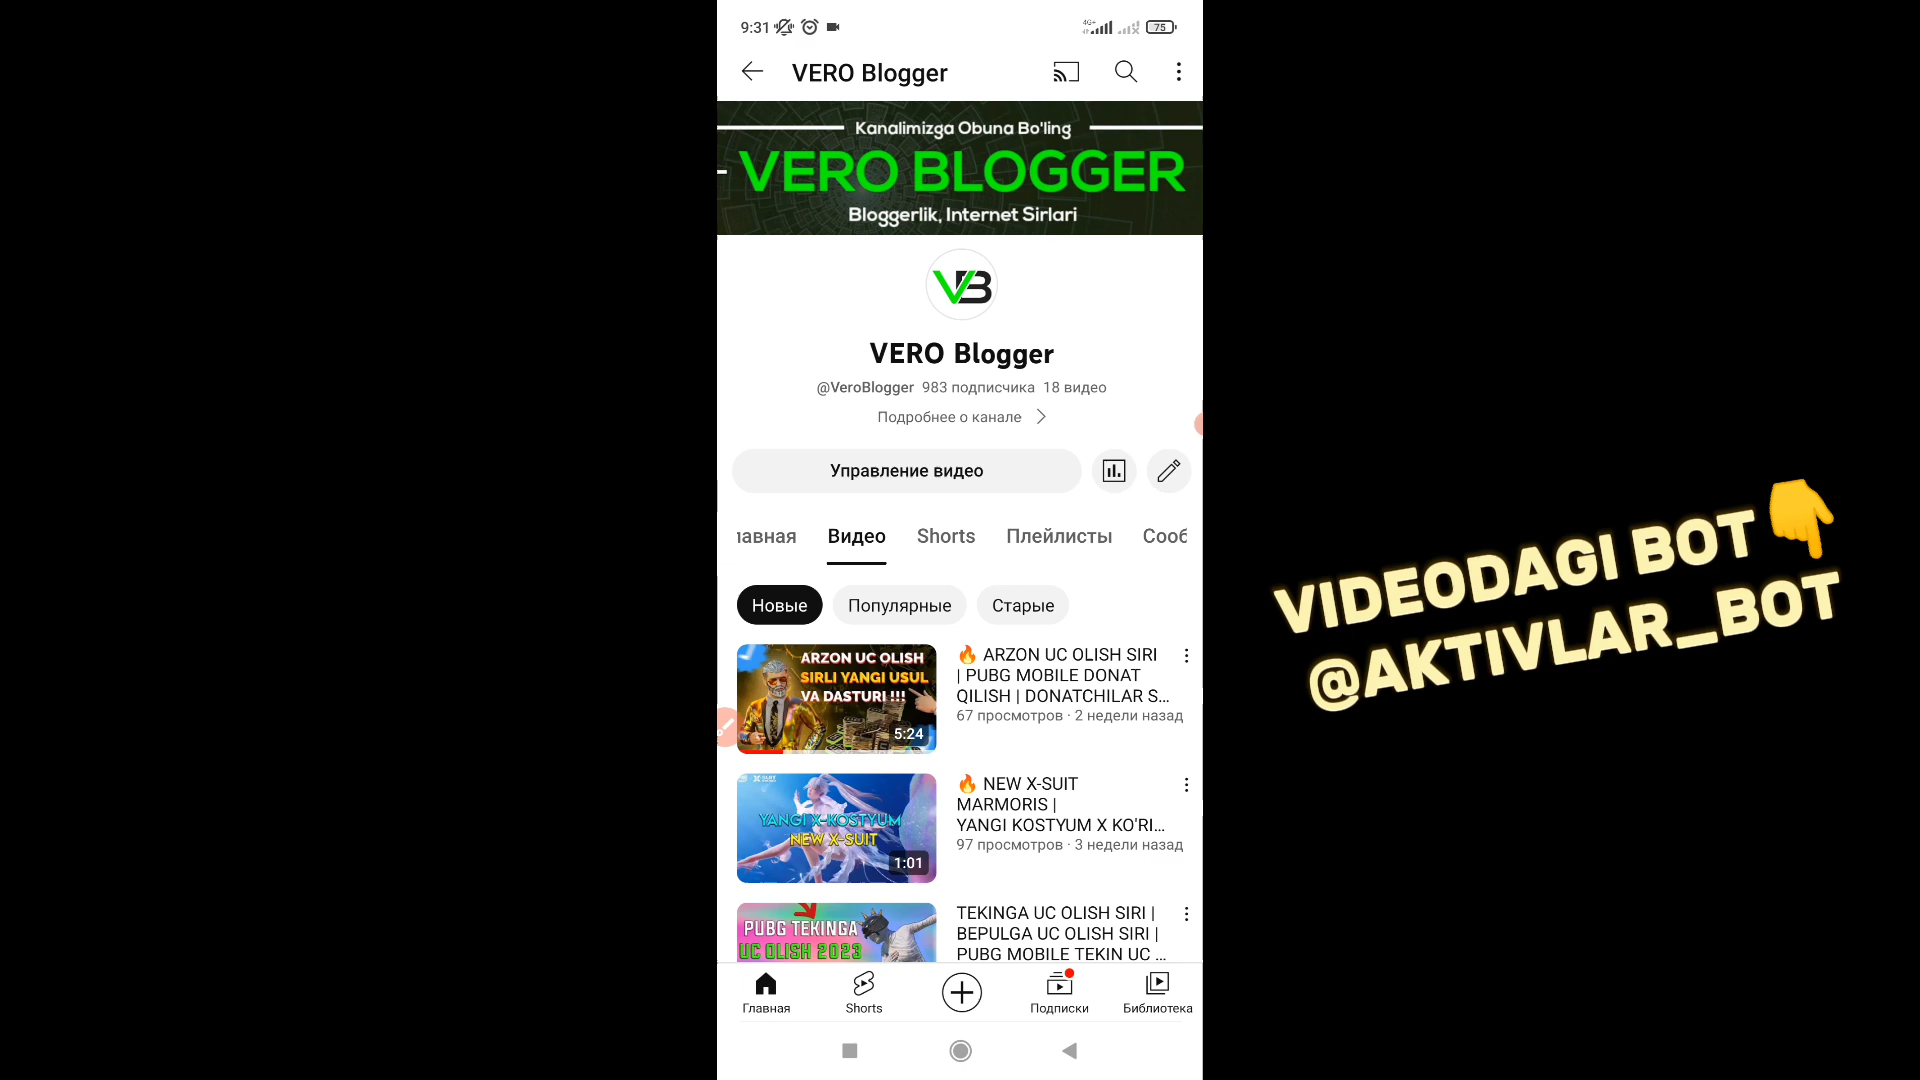 9:31
4G+
75
VERO Blogger
Kanalimizga Obuna Bo'ling
VERO BLOGGER
Bloggerlik, Internet Sirlari
VB
VERO Blogger
@VeroBlogger 983 подписчика 18 видео
Подробнее о канале
Управление видео
лавная Видео Shorts Плейлисты Сооб
Новые Популярные Старые
ARZON UC OLISH
SIRLI YANGI USUL
VA DASTURI !!!
5:24
🔥 ARZON UC OLISH SIRI
| PUBG MOBILE DONAT
QILISH | DONATCHILAR S...
67 просмотров · 2 недели назад
YANGI X-KOSTYUM
NEW X-SUIT
1:01
🔥 NEW X-SUIT
MARMORIS |
YANGI KOSTYUM X KO'RI...
97 просмотров · 3 недели назад
PUBG TEKINGA
UC OLISH 2023
TEKINGA UC OLISH SIRI |
BEPULGA UC OLISH SIRI |
PUBG MOBILE TEKIN UC ...
Главная Shorts Подписки Библиотека
VIDEODAGI BOT👇
@AKTIVLAR_BOT